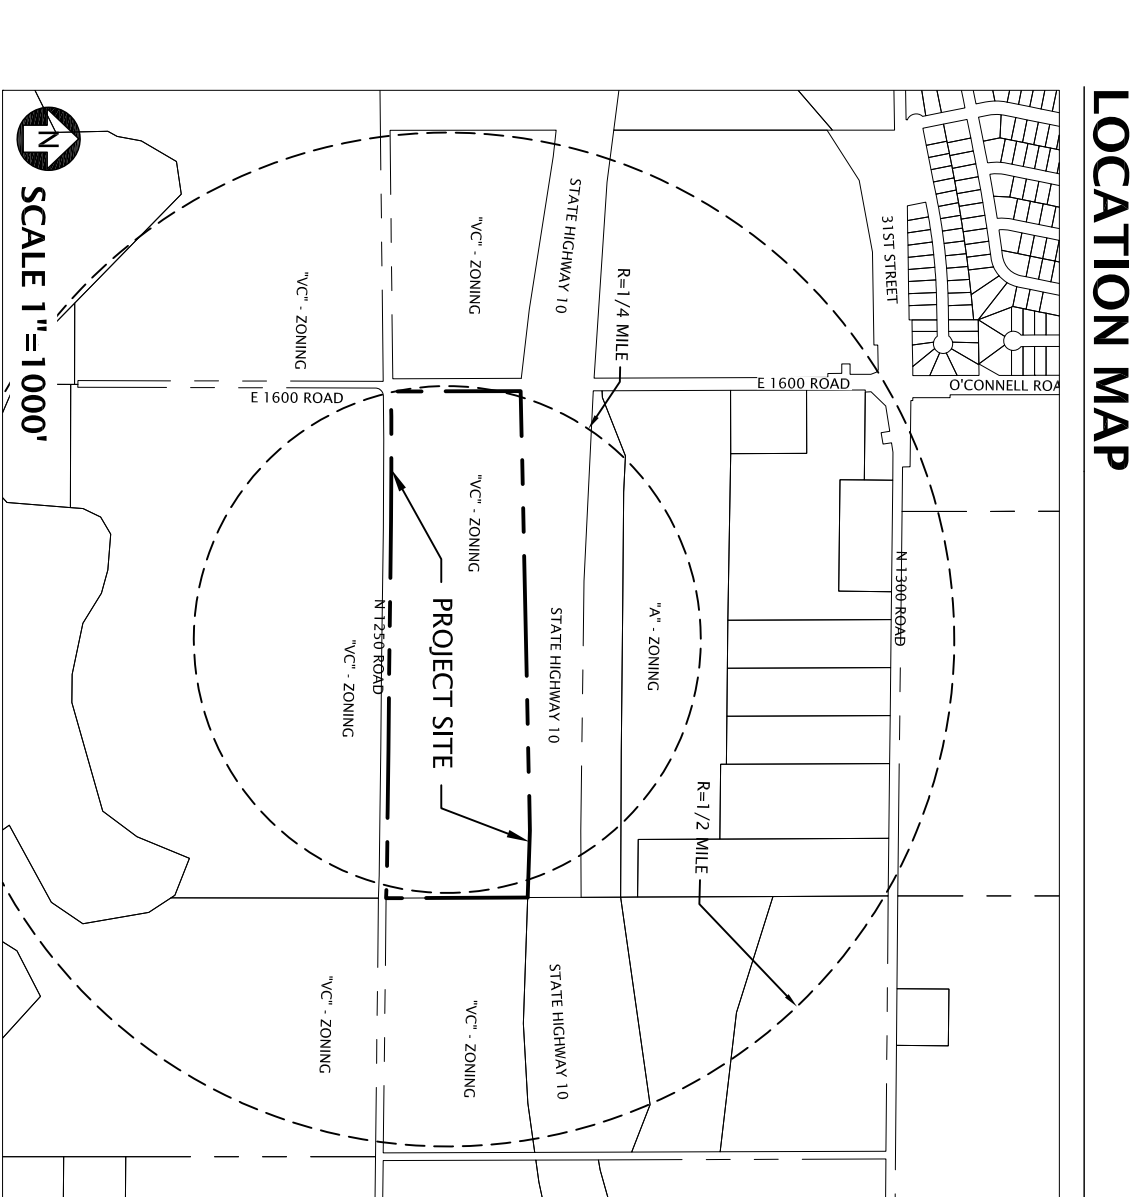 LOCATION MAP
31ST STREET
O'CONNELL ROA
E 1600 ROAD
N 1300 ROAD
R=1/4 MILE
STATE HIGHWAY 10
"VC" - ZONING
"VC" - ZONING
E 1600 ROAD
"A" - ZONING
STATE HIGHWAY 10
"VC" - ZONING
PROJECT SITE
N 1250 ROAD
"VC" - ZONING
R=1/2 MILE
STATE HIGHWAY 10
"VC" - ZONING
"VC" - ZONING
N
SCALE 1"=1000'